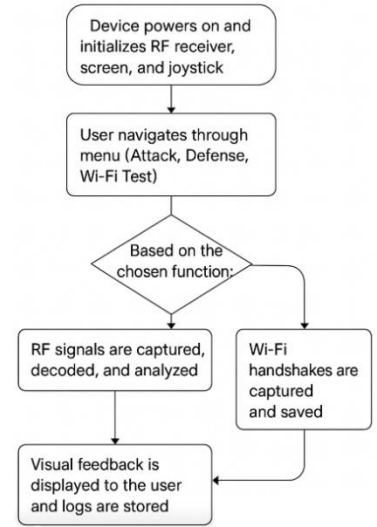 Device powers on and
initializes RF receiver,
screen, and joystick
User navigates through
menu (Attack, Defense,
Wi-Fi Test)
Based on the
chosen function:
RF signals are captured,
decoded, and analyzed
Wi-Fi
handshakes are
captured
and saved
Visual feedback is
displayed to the user
and logs are stored